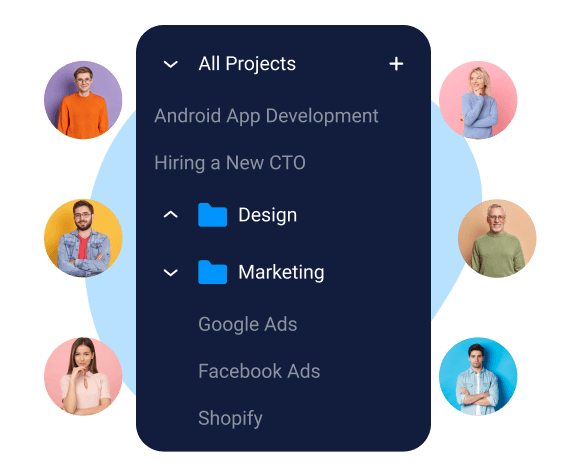 All Projects
Android App Development
Hiring a New CTO
Design
Marketing
Google Ads
Facebook Ads
Shopify